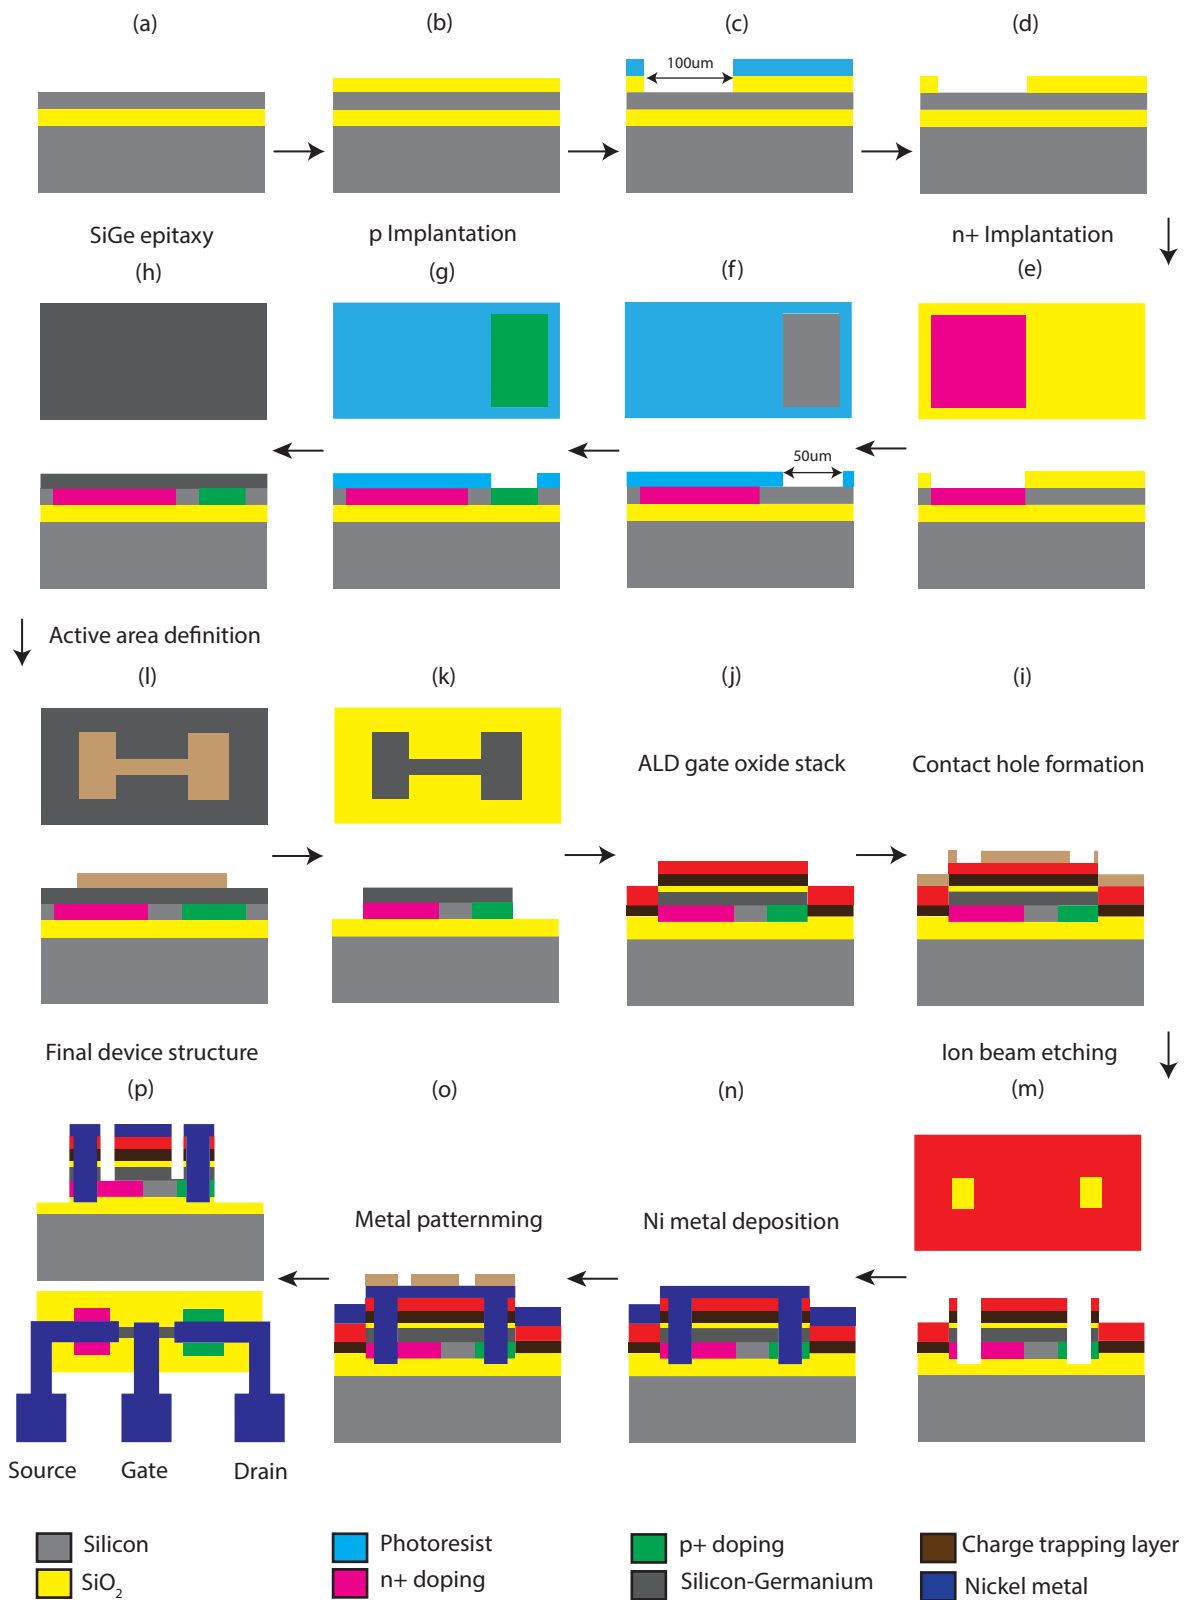 (a)
(b)
(c)
(d)
100um
SiGe epitaxy
p Implantation
n+ Implantation
(h)
(g)
(f)
(e)
50um
Active area definition
(l)
(k)
(j)
(i)
ALD gate oxide stack
Contact hole formation
Final device structure
Ion beam etching
(p)
(o)
(n)
(m)
Metal patternming
Ni metal deposition
Source
Gate
Drain
Silicon
Photoresist
p+ doping
Charge trapping layer
SiO₂
n+ doping
Silicon-Germanium
Nickel metal